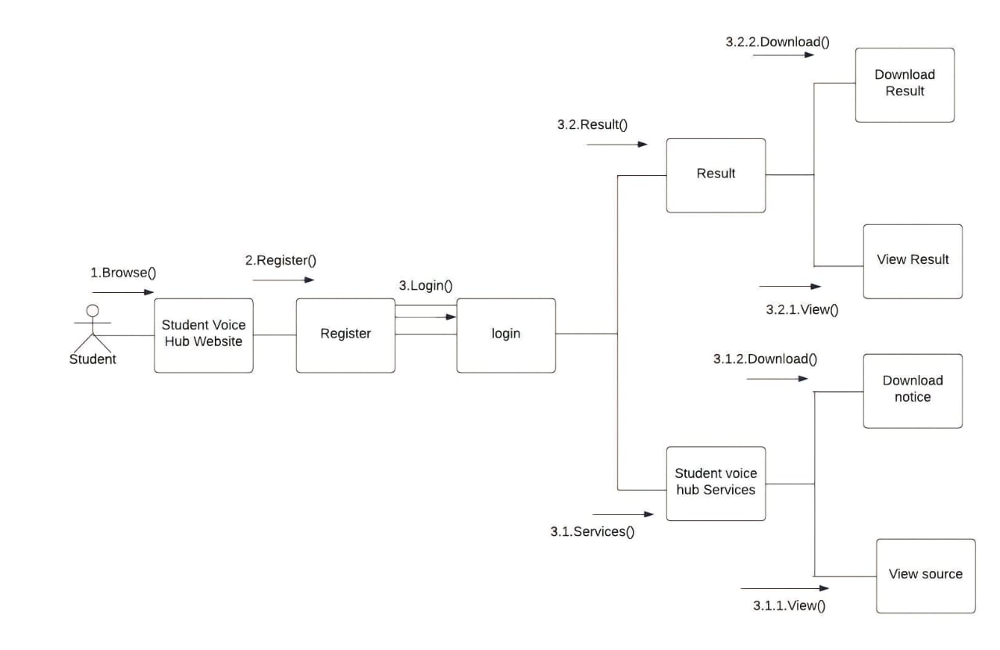 3.2.2.Download()
Download
Result
3.2.Result()
Result
View Result
3.2.1.View()
2.Register()
1.Browse()
3.Login()
Student Voice
Hub Website
Register
login
Student
3.1.2.Download()
Download
notice
Student voice
hub Services
3.1.Services()
View source
3.1.1.View()